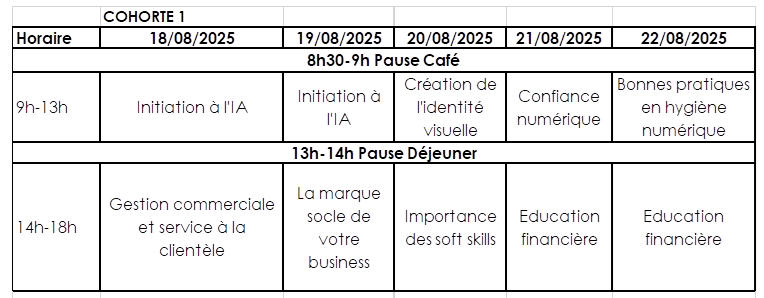 COHORTE 1
Horaire 18/08/2025 19/08/2025 20/08/2025 21/08/2025 22/08/2025
8h30-9h Pause Café
9h-13h
Initiation à l'IA
Initiation à
l'IA
Création de
l'identité
visuelle
Confiance
numérique
Bonnes pratiques
en hygiène
numérique
13h-14h Pause Déjeuner
14h-18h
Gestion commerciale
et service à la
clientèle
La marque
socle de
votre
business
Importance
des soft skills
Education
financière
Education
financière